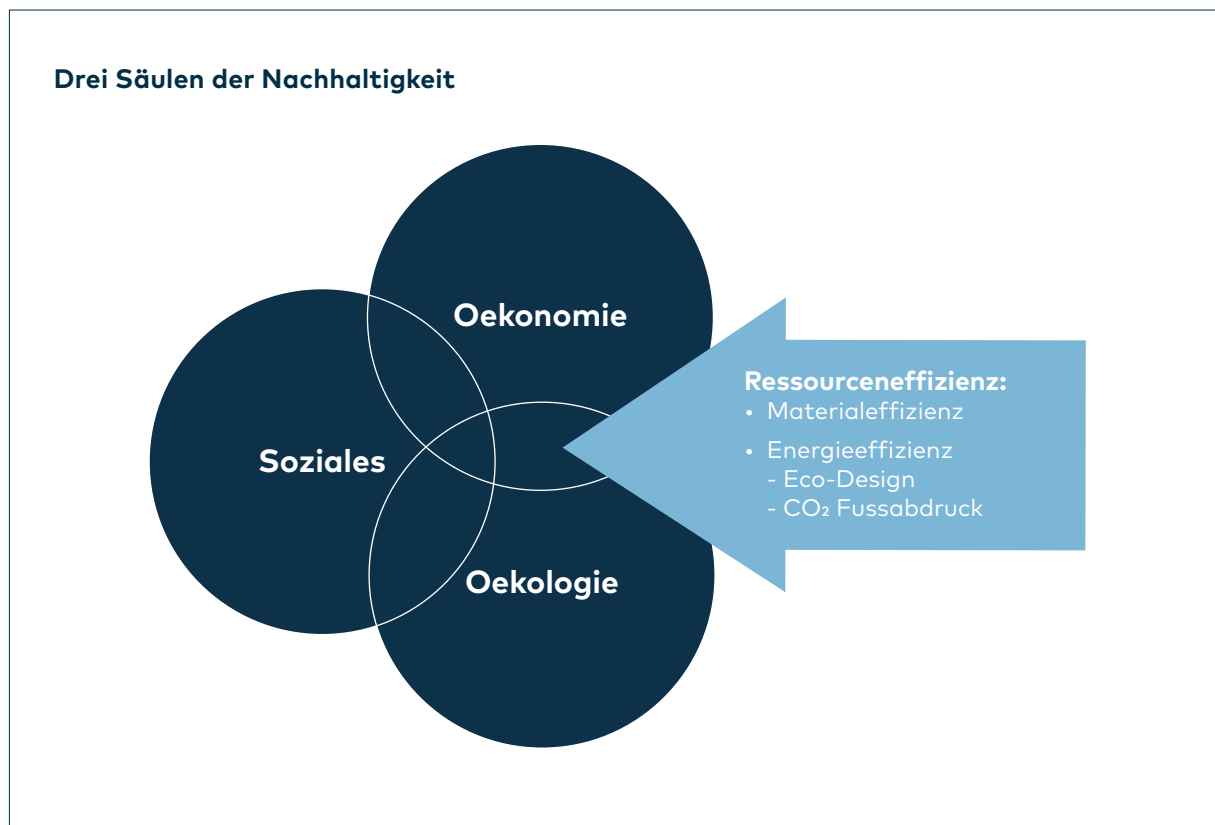 Drei Säulen der Nachhaltigkeit
Oekonomie
Soziales
Oekologie
Ressourceneffizienz:
• Materialeffizienz
• Energieeffizienz
- Eco-Design
- CO₂ Fussabdruck